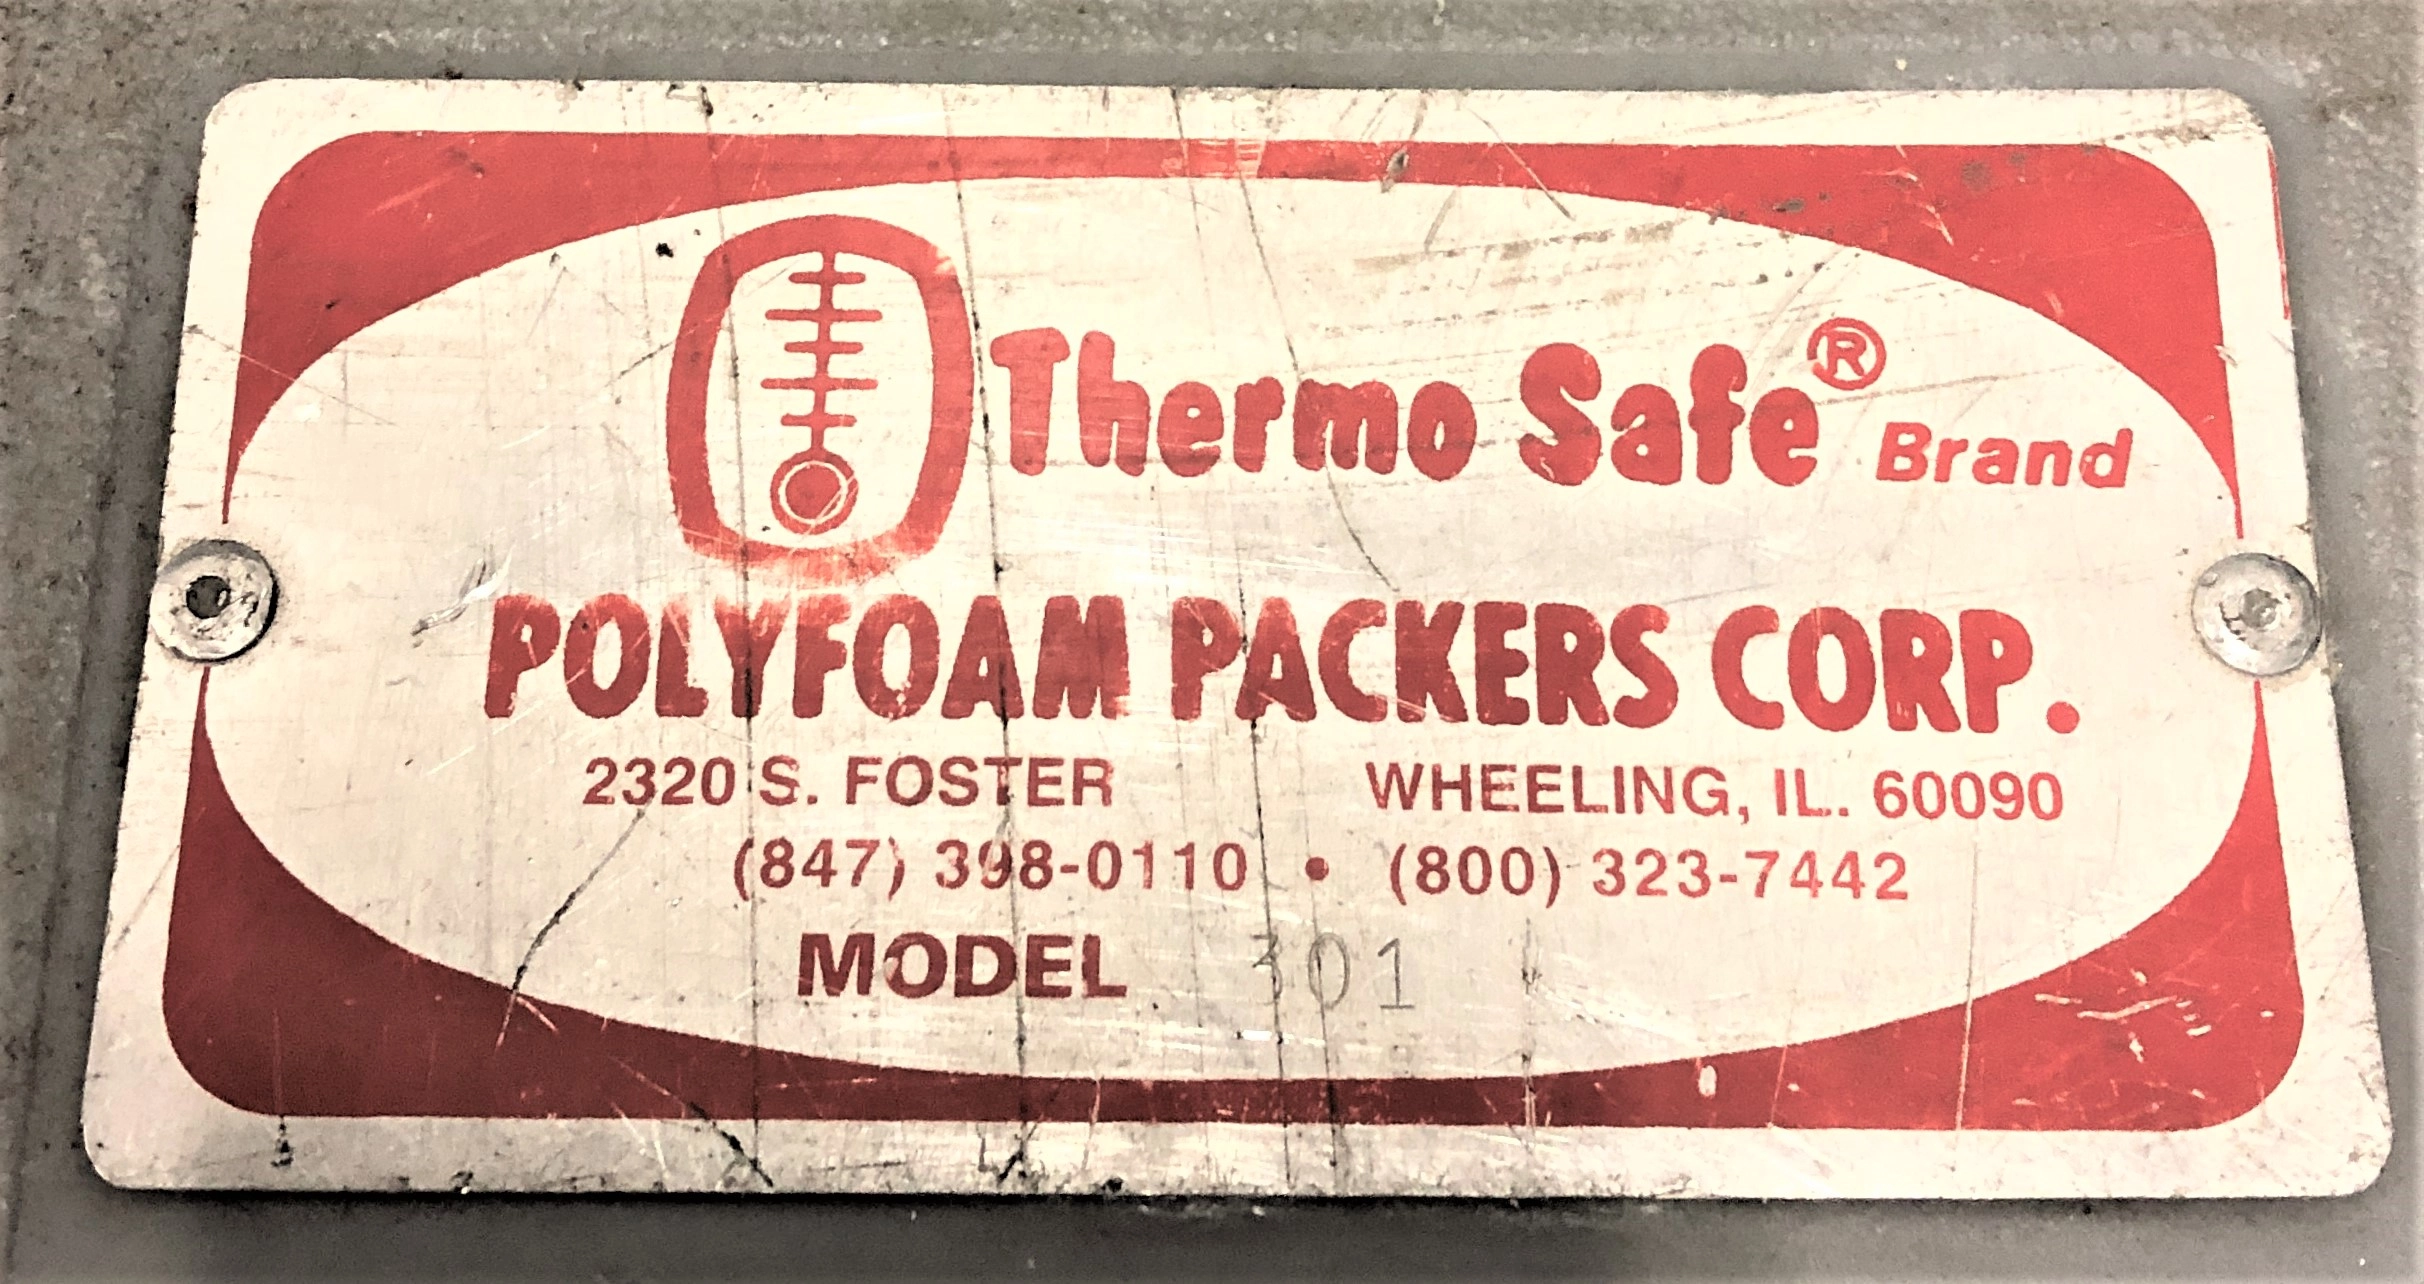 Thermo Safe® Brand
POLYFOAM PACKERS CORP.
2320 S. FOSTER WHEELING, IL. 60090
(847) 398-0110 • (800) 323-7442
MODEL 301